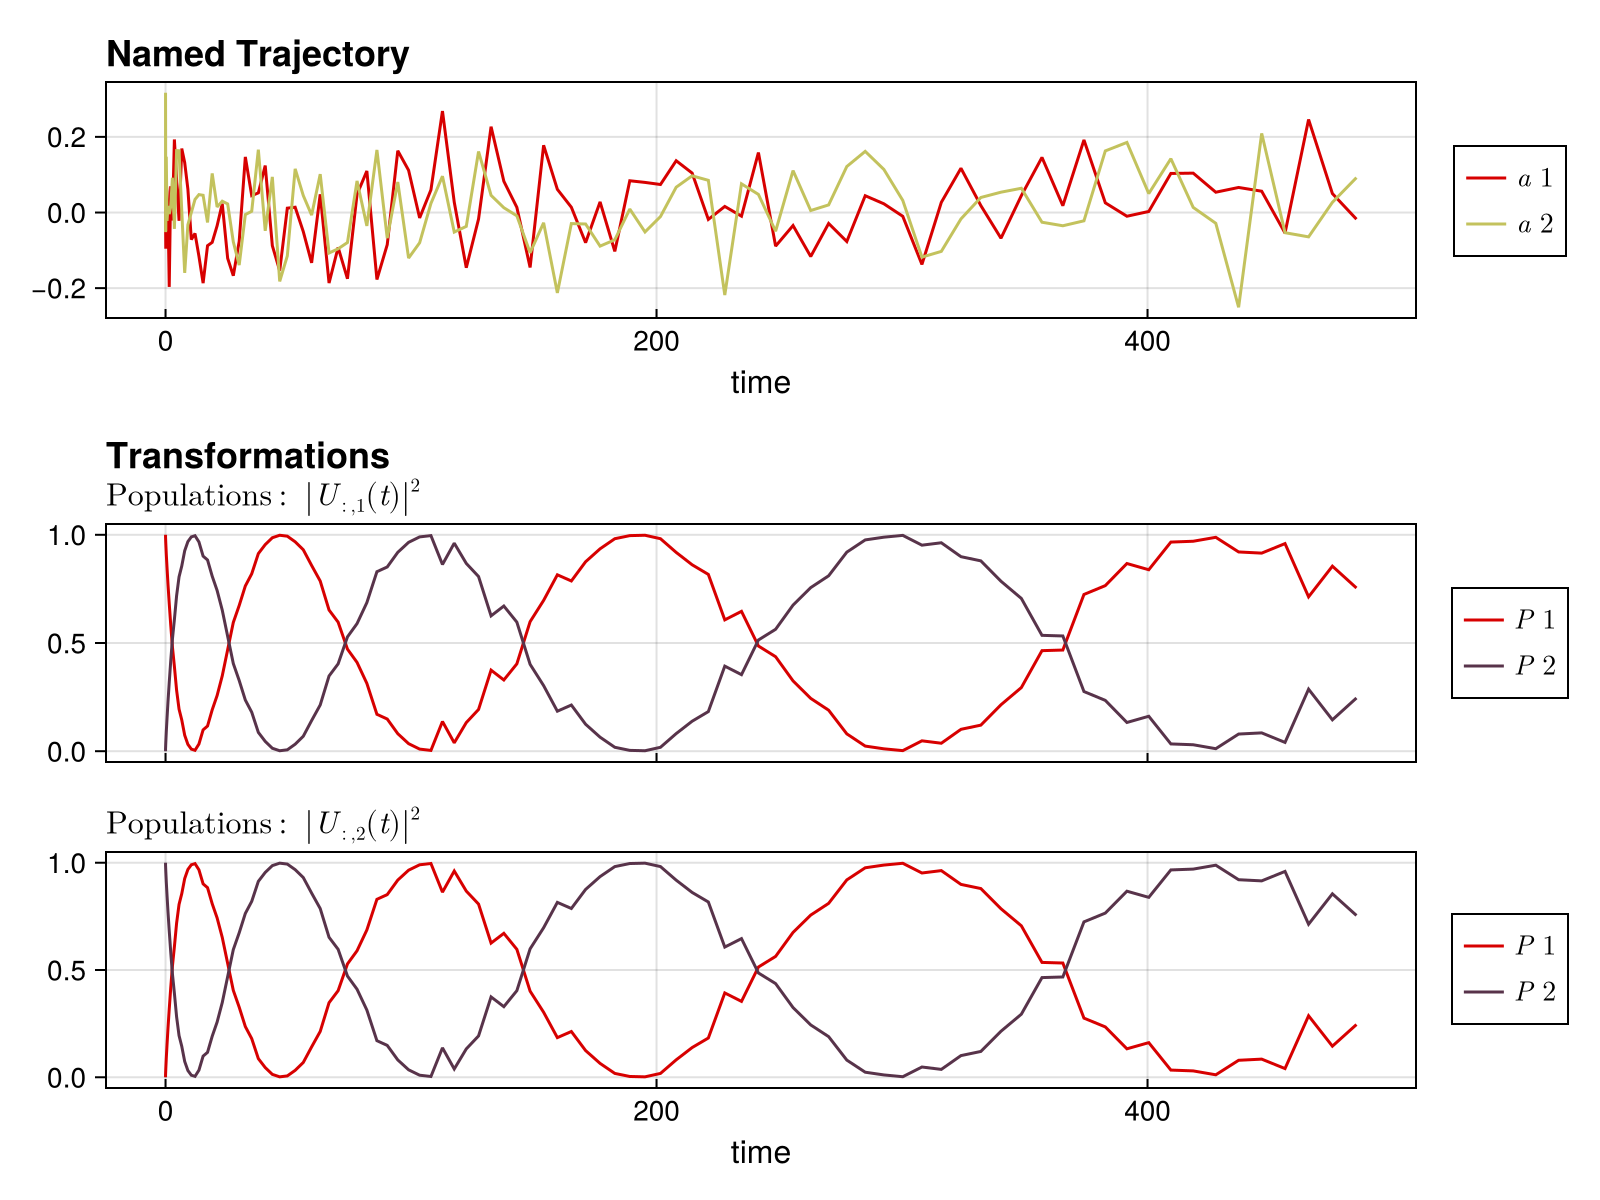 Named Trajectory
0.2
0.0
−0.2
0 200 400
time
a 1
a 2
Transformations
Populations: |U:,1(t)|²
1.0
0.5
0.0
P 1
P 2
Populations: |U:,2(t)|²
1.0
0.5
0.0
0 200 400
time
P 1
P 2